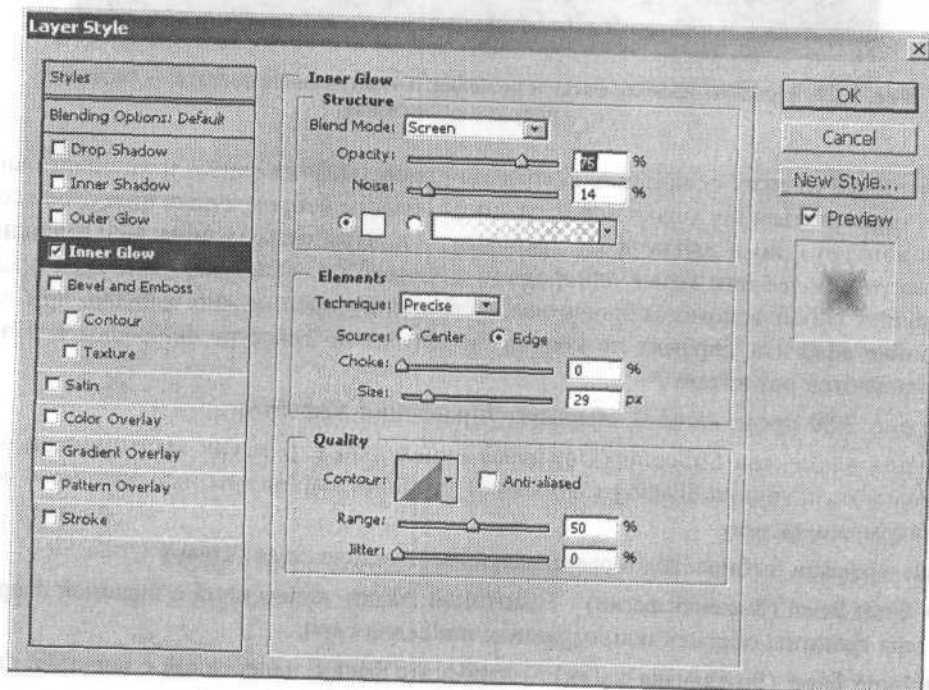 Layer Style
Styles
Blending Options: Default
Drop Shadow
Inner Shadow
Outer Glow
Inner Glow
Bevel and Emboss
Contour
Texture
Satin
Color Overlay
Gradient Overlay
Pattern Overlay
Stroke
Inner Glow
Structure
Blend Mode: Screen
Opacity: 75 %
Noise: 14 %
Elements
Technique: Precise
Source: Center Edge
Choke: 0 %
Size: 29 px
Quality
Contour: Anti-aliased
Range: 50 %
Jitter: 0 %
OK
Cancel
New Style...
Preview